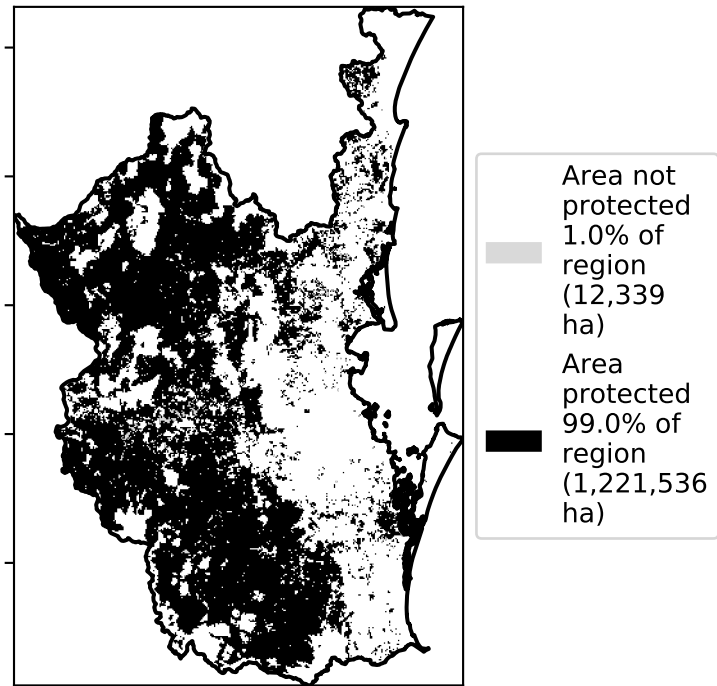 Area not
protected
1.0% of
region
(12,339
ha)
Area
protected
99.0% of
region
(1,221,536
ha)